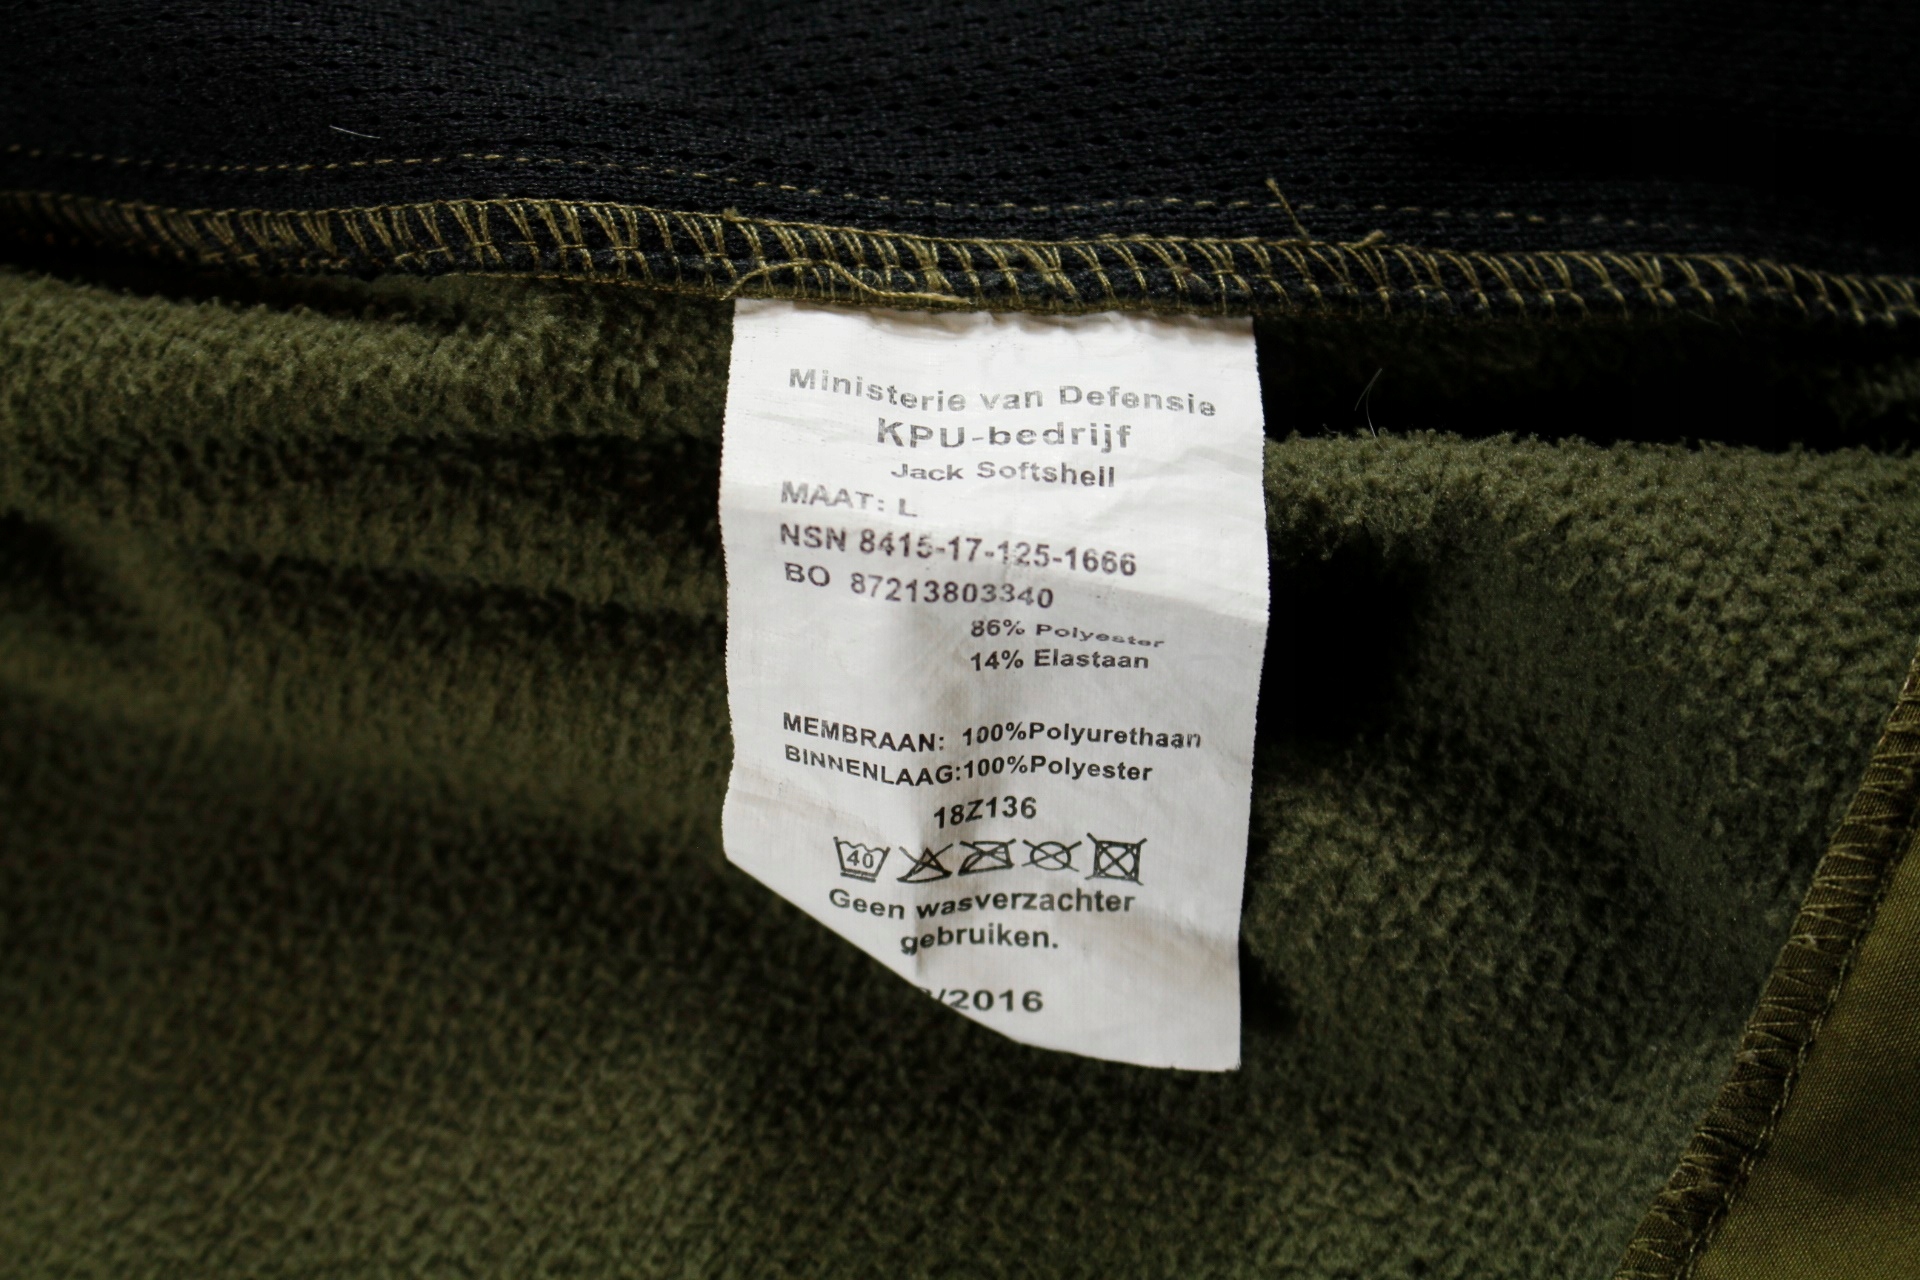 Ministerie van Defensie
KPU-bedrijf
Jack Softshell
MAAT: L
NSN 8415-17-125-1666
BO 87213803340
86% Polyester
14% Elastaan
MEMBRAAN: 100%Polyurethaan
BINNENLAAG:100%Polyester
18Z136
40
Geen wasverzachter
gebruiken.
/2016